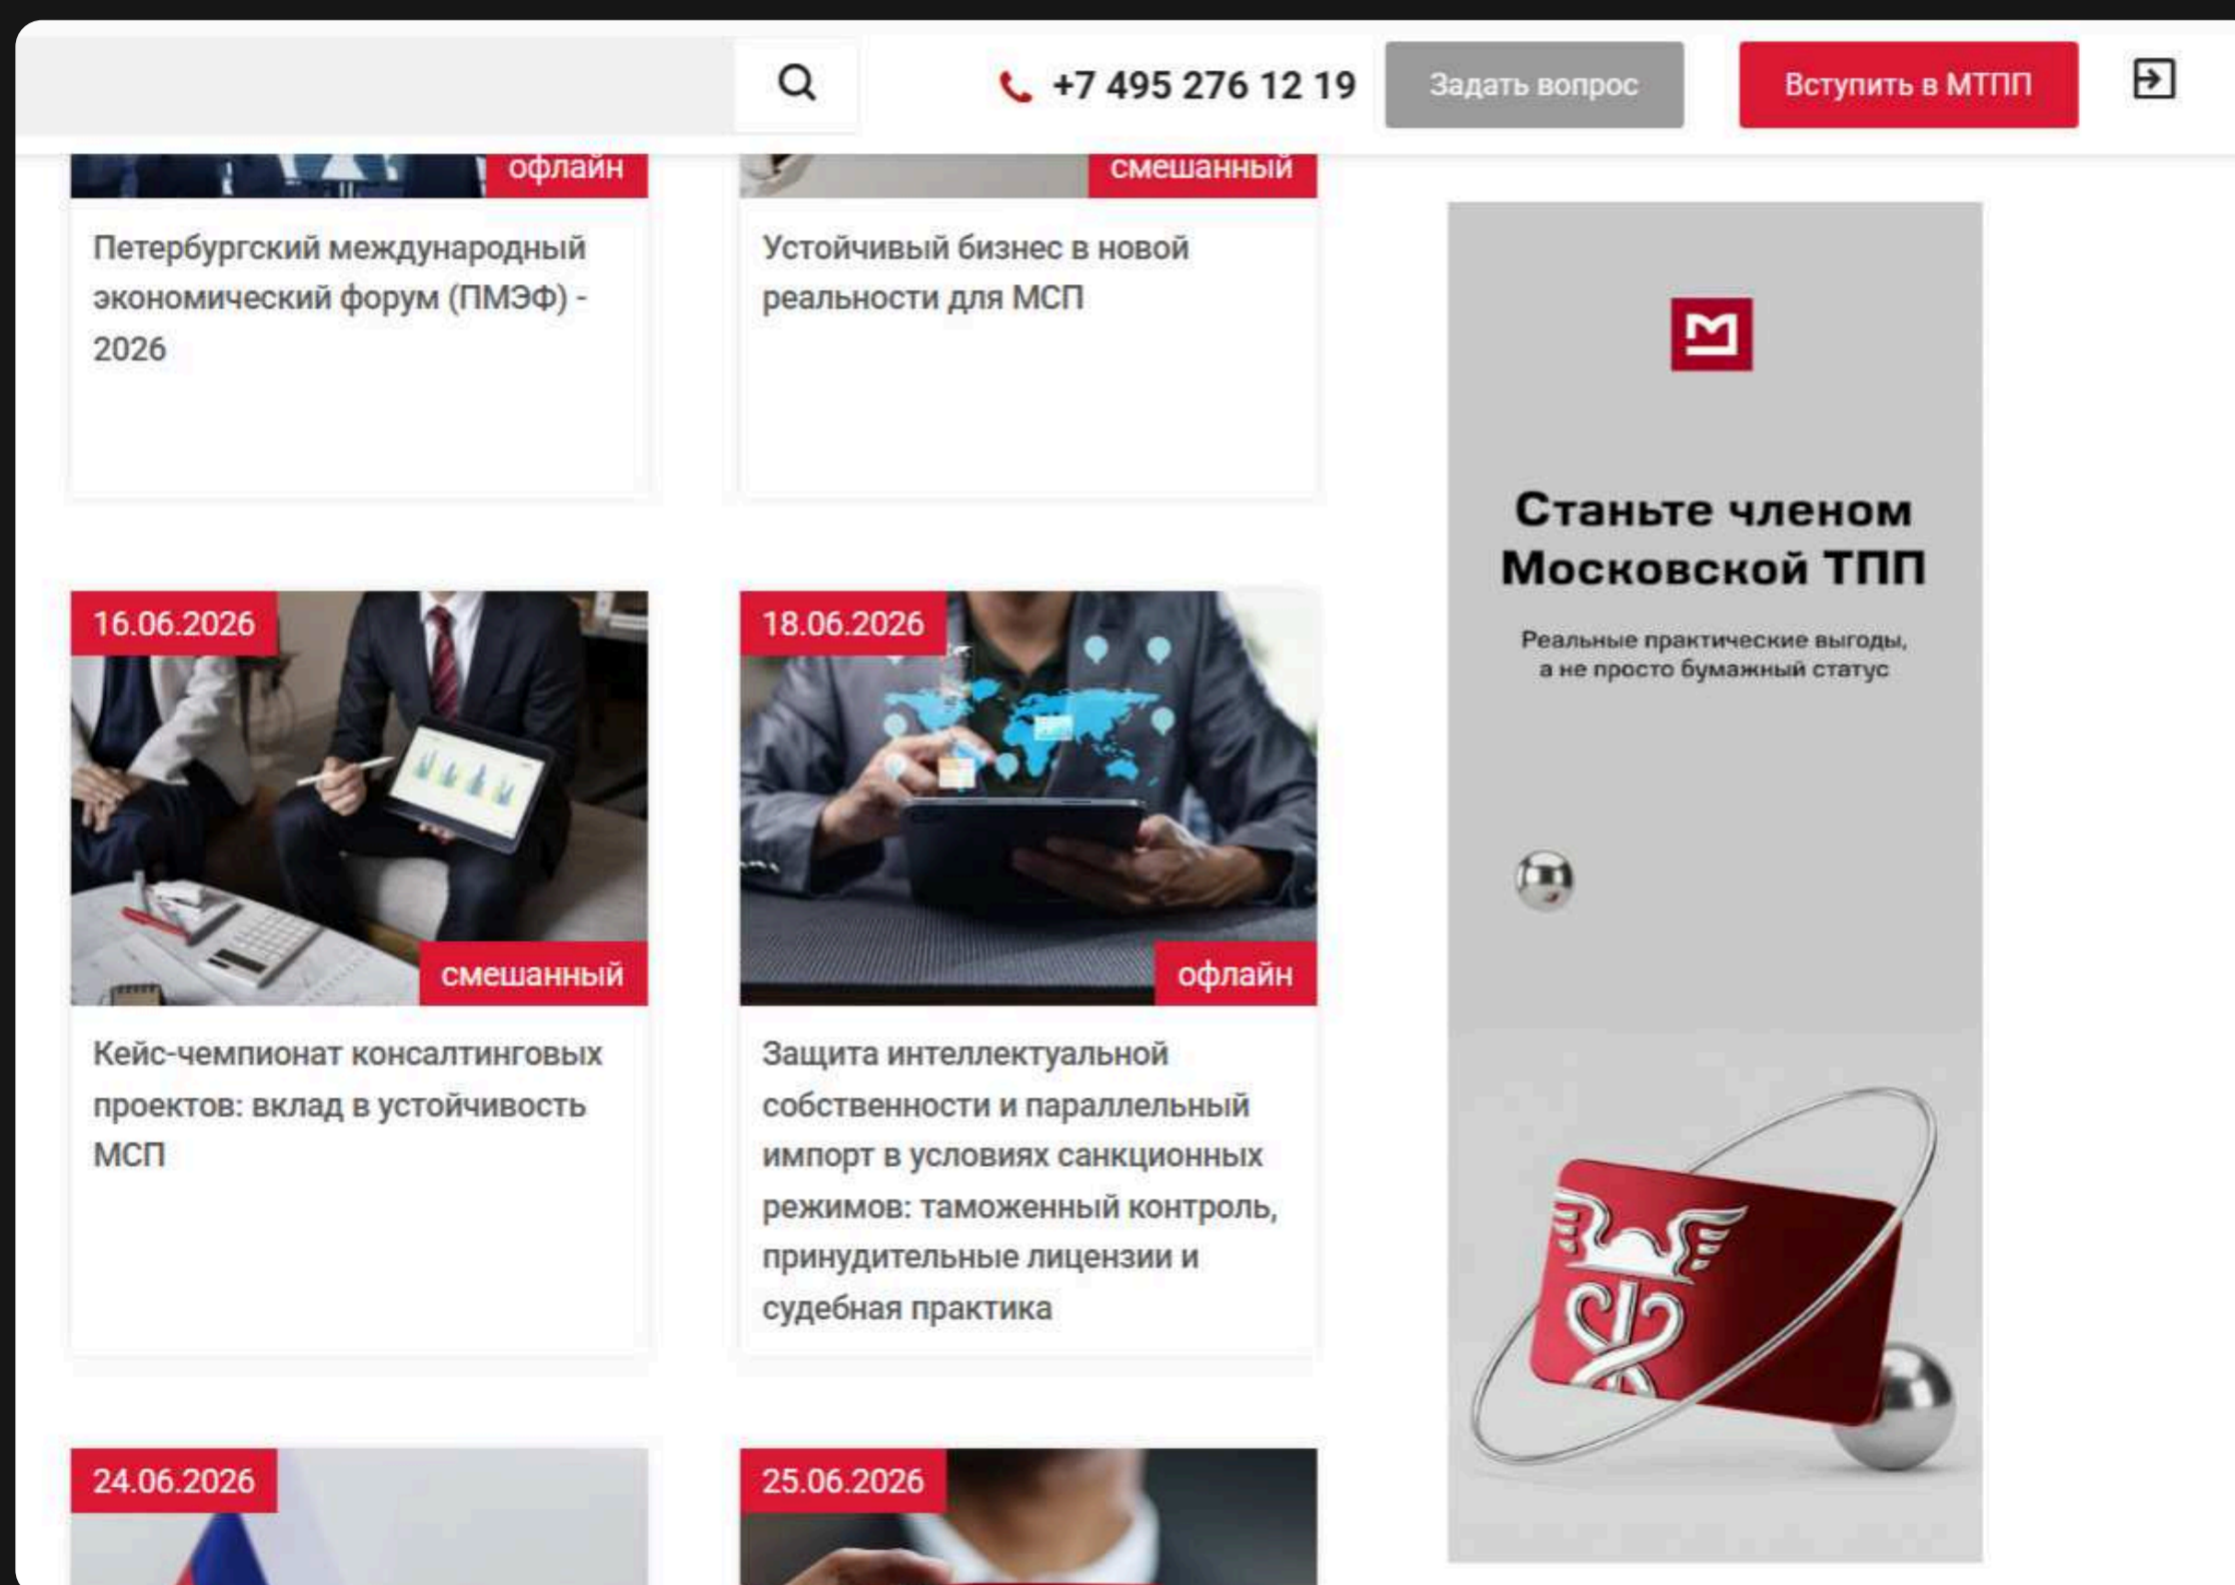 +7 495 276 12 19
Задать вопрос
Вступить в МТПП
офлайн
смешанный
Петербургский международный
экономический форум (ПМЭФ) -
2026
Устойчивый бизнес в новой
реальности для МСП
16.06.2026
смешанный
Кейс-чемпионат консалтинговых
проектов: вклад в устойчивость
МСП
18.06.2026
офлайн
Защита интеллектуальной
собственности и параллельный
импорт в условиях санкционных
режимов: таможенный контроль,
принудительные лицензии и
судебная практика
24.06.2026
25.06.2026
Станьте членом
Московской ТПП
Реальные практические выгоды,
а не просто бумажный статус